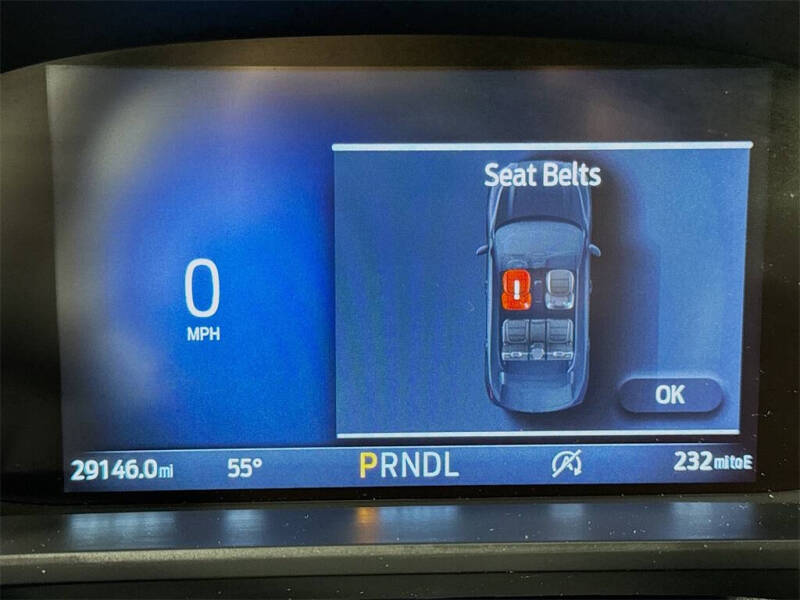 Seat Belts
!
0
MPH
OK
29146.0mi 55° PRNDL A 232mitoE